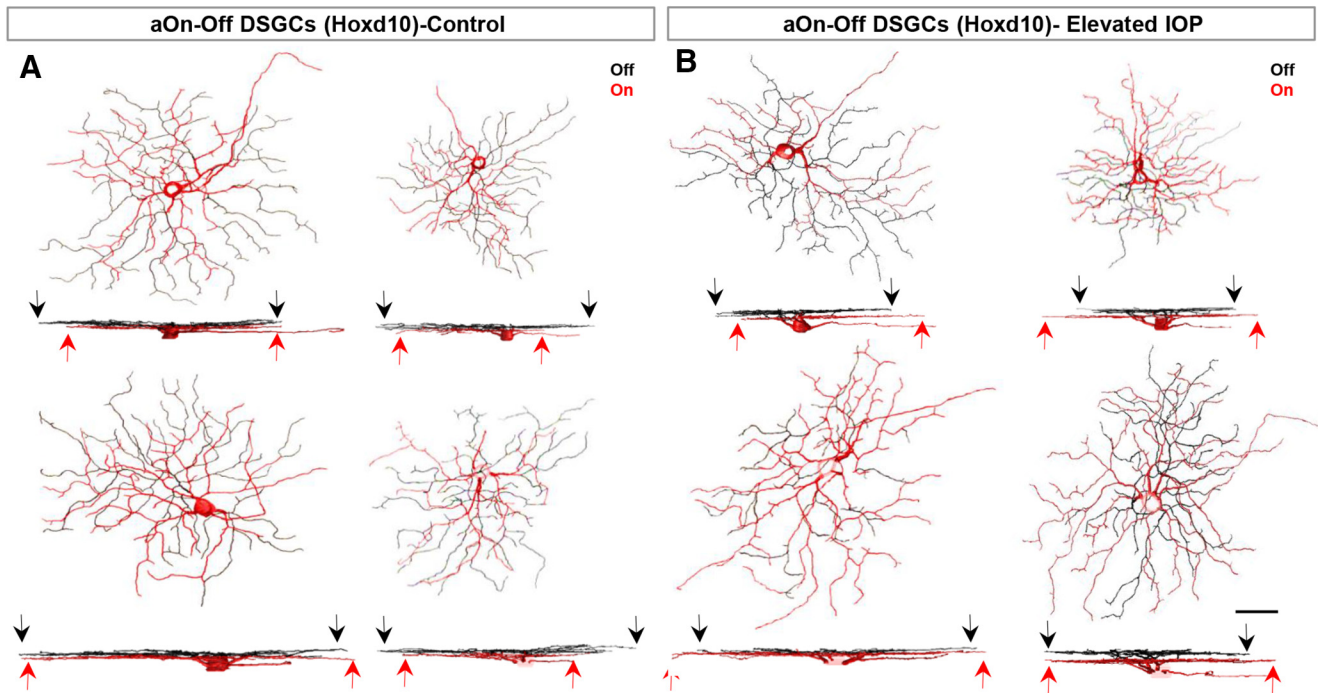 aOn-Off DSGCs (Hoxd10)-Control
aOn-Off DSGCs (Hoxd10)- Elevated IOP
A
Off
On
B
Off
On